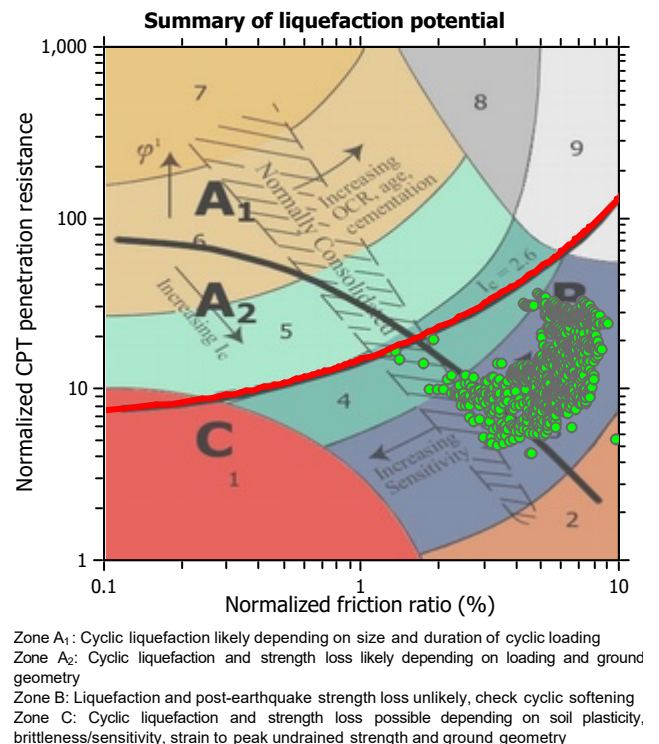 Summary of liquefaction potential
1,000
100
10
1
Normalized CPT penetration resistance
7
8
9
φ'
A1
Increasing
OCR, age,
cementation
Normally Consolidated
6
Ic = 2.6
B
A2
Increasing Ic
5
4
C
1
Increasing
Sensitivity
2
0.1
1
10
Normalized friction ratio (%)
Zone A1: Cyclic liquefaction likely depending on size and duration of cyclic loading
Zone A2: Cyclic liquefaction and strength loss likely depending on loading and ground
geometry
Zone B: Liquefaction and post-earthquake strength loss unlikely, check cyclic softening
Zone C: Cyclic liquefaction and strength loss possible depending on soil plasticity,
brittleness/sensitivity, strain to peak undrained strength and ground geometry